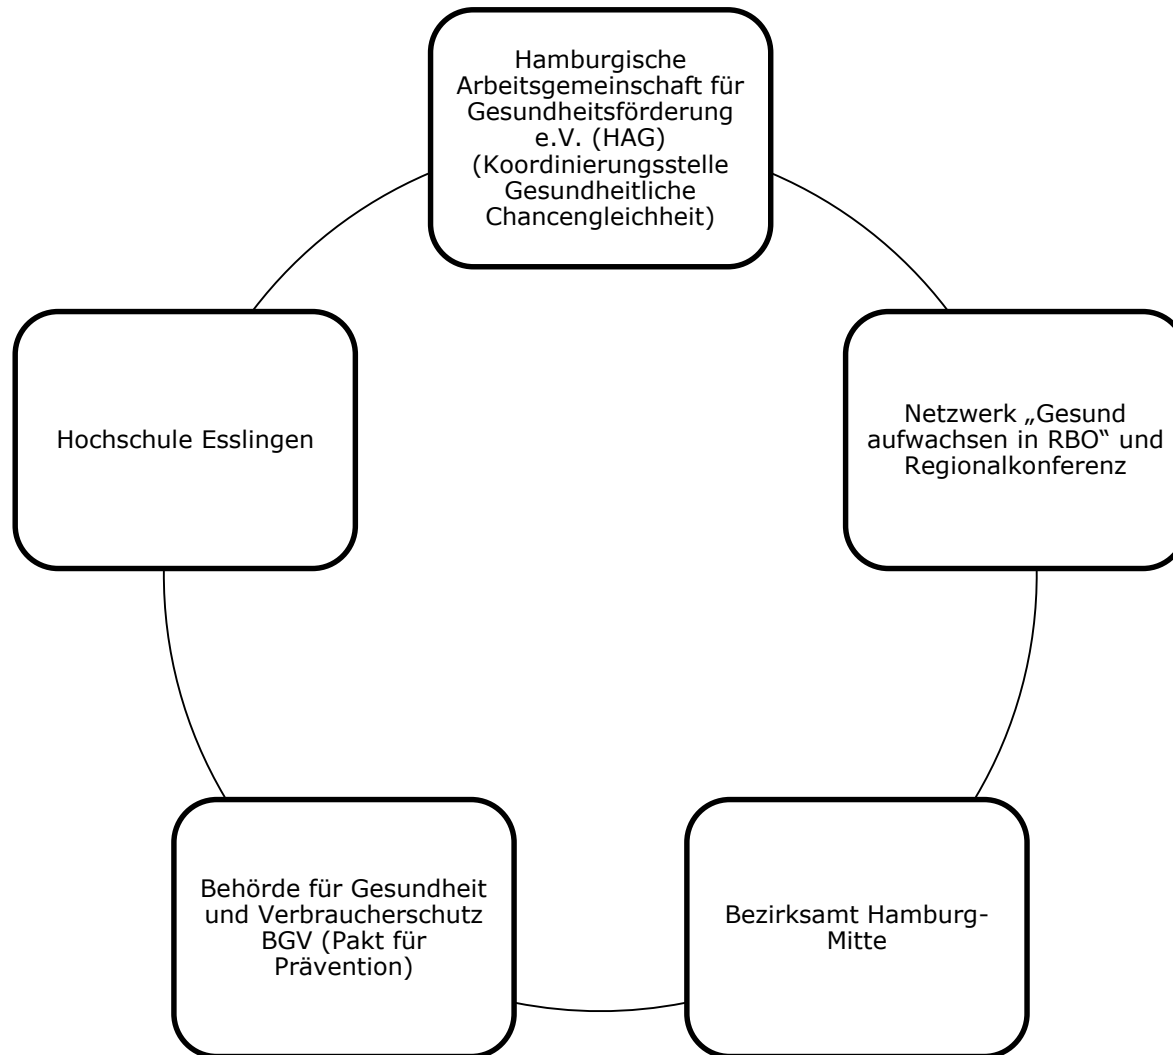 Hamburgische
Arbeitsgemeinschaft für
Gesundheitsförderung
e.V. (HAG)
(Koordinierungsstelle
Gesundheitliche
Chancengleichheit)
Hochschule Esslingen
Netzwerk „Gesund
aufwachsen in RBO“ und
Regionalkonferenz
Behörde für Gesundheit
und Verbraucherschutz
BGV (Pakt für
Prävention)
Bezirksamt Hamburg-
Mitte